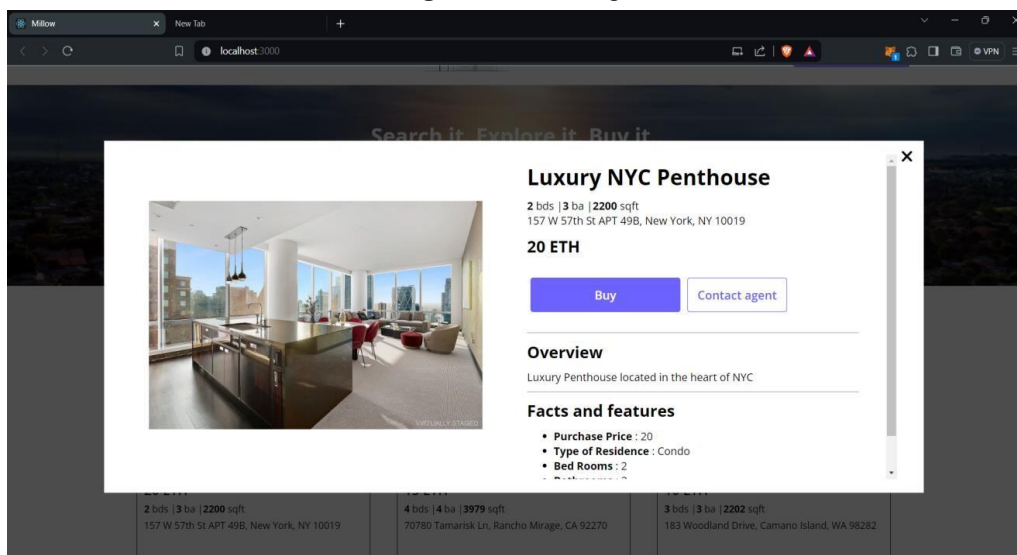 Millow
New Tab
localhost:3000
VPN
Search it. Explore it. Buy it
Luxury NYC Penthouse
2 bds |3 ba |2200 sqft
157 W 57th St APT 49B, New York, NY 10019
20 ETH
Buy
Contact agent
Overview
Luxury Penthouse located in the heart of NYC
Facts and features
Purchase Price : 20
Type of Residence : Condo
Bed Rooms : 2
VIRTUALLY STAGED
2 bds |3 ba |2200 sqft
157 W 57th St APT 49B, New York, NY 10019
4 bds |4 ba |3979 sqft
70780 Tamarisk Ln, Rancho Mirage, CA 92270
3 bds |3 ba |2202 sqft
183 Woodland Drive, Camano Island, WA 98282